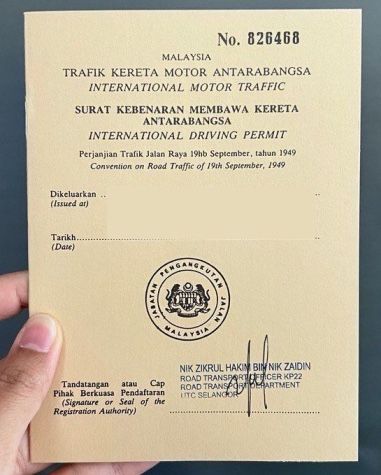 No. 826468
MALAYSIA
TRAFIK KERETA MOTOR ANTARABANGSA
INTERNATIONAL MOTOR TRAFFIC
SURAT KEBENARAN MEMBAWA KERETA
ANTARABANGSA
INTERNATIONAL DRIVING PERMIT
Perjanjian Trafik Jalan Raya 19hb September, tahun 1949
Convention on Road Traffic of 19th September, 1949
Dikeluarkan ..
(Issued at)
Tarikh..............................
(Date)
JABATAN PENGANGKUTAN JALAN
MALAYSIA
NIK ZIKRUL HAKIM BIN NIK ZAIDIN
ROAD TRANSPORT OFFICER KP22
ROAD TRANSPORT DEPARTMENT
UTC SELANGOR
Tandatangan atau Cap
Pihak Berkuasa Pendaftaran
(Signature or Seal of the
Registration Authority)